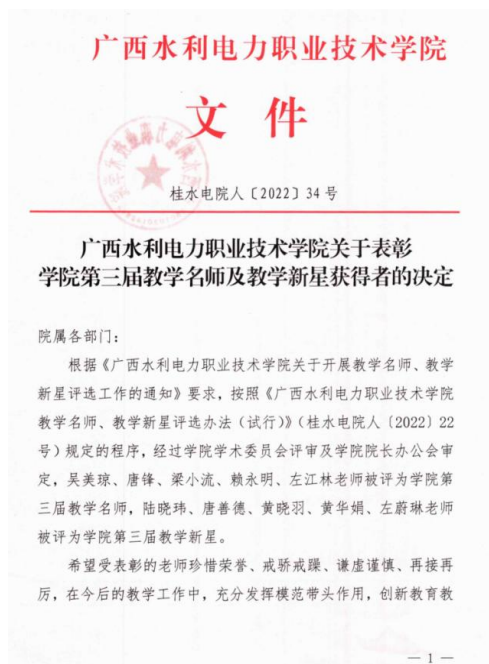 广西水利电力职业技术学院
文 件
桂水电院人〔2022〕34 号
广西水利电力职业技术学院关于表彰
学院第三届教学名师及教学新星获得者的决定
院属各部门：
根据《广西水利电力职业技术学院关于开展教学名师、教学
新星评选工作的通知》要求，按照《广西水利电力职业技术学院
教学名师、教学新星评选办法（试行）》（桂水电院人〔2022〕22
号）规定的程序，经过学院学术委员会评审及学院院长办公会审
定，吴美琼、唐锋、梁小流、赖永明、左江林老师被评为学院第
三届教学名师，陆晓玮、唐善德、黄晓羽、黄华娟、左蔚琳老师
被评为学院第三届教学新星。
希望受表彰的老师珍惜荣誉、戒骄戒躁、谦虚谨慎、再接再
厉，在今后的教学工作中，充分发挥模范带头作用，创新教育教
— 1 —